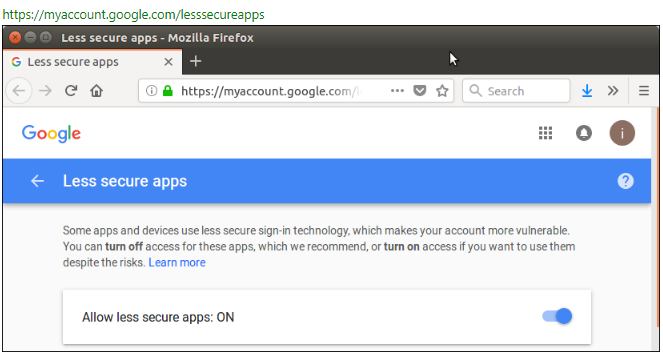 https://myaccount.google.com/lesssecureapps
Less secure apps - Mozilla Firefox
Less secure apps
https://myaccount.google.com/
Search
Google
i
Less secure apps
Some apps and devices use less secure sign-in technology, which makes your account more vulnerable.
You can turn off access for these apps, which we recommend, or turn on access if you want to use them
despite the risks. Learn more
Allow less secure apps: ON